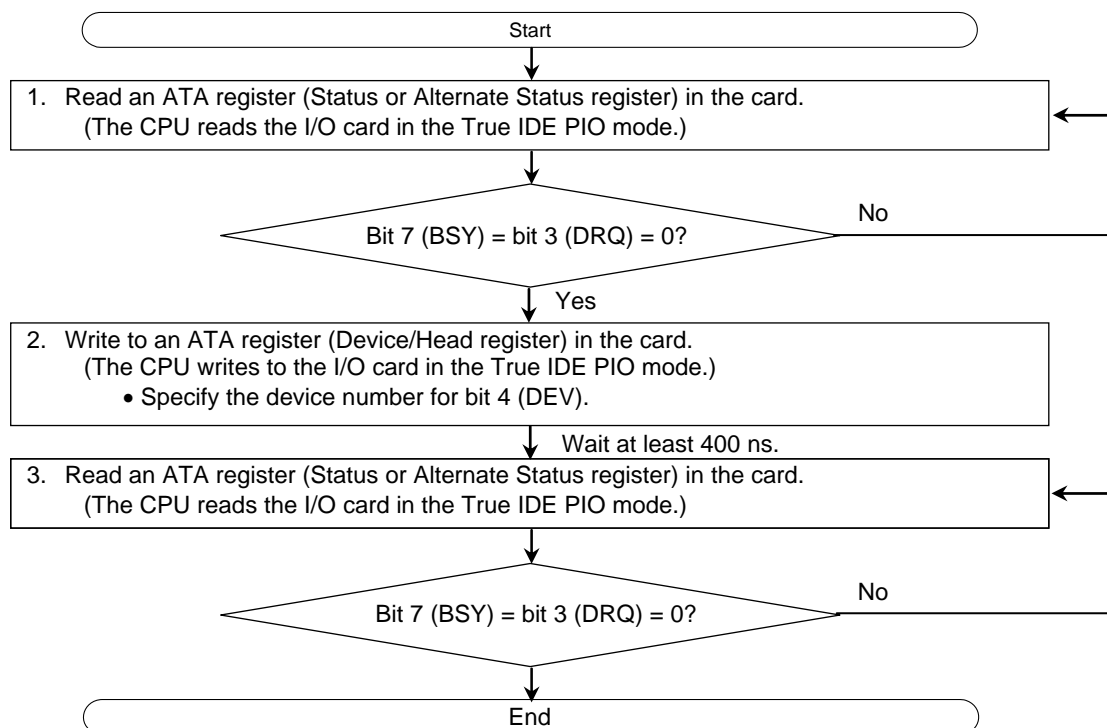 Start
1. Read an ATA register (Status or Alternate Status register) in the card.
(The CPU reads the I/O card in the True IDE PIO mode.)
Bit 7 (BSY) = bit 3 (DRQ) = 0?
No
Yes
2. Write to an ATA register (Device/Head register) in the card.
(The CPU writes to the I/O card in the True IDE PIO mode.)
• Specify the device number for bit 4 (DEV).
Wait at least 400 ns.
3. Read an ATA register (Status or Alternate Status register) in the card.
(The CPU reads the I/O card in the True IDE PIO mode.)
Bit 7 (BSY) = bit 3 (DRQ) = 0?
No
End